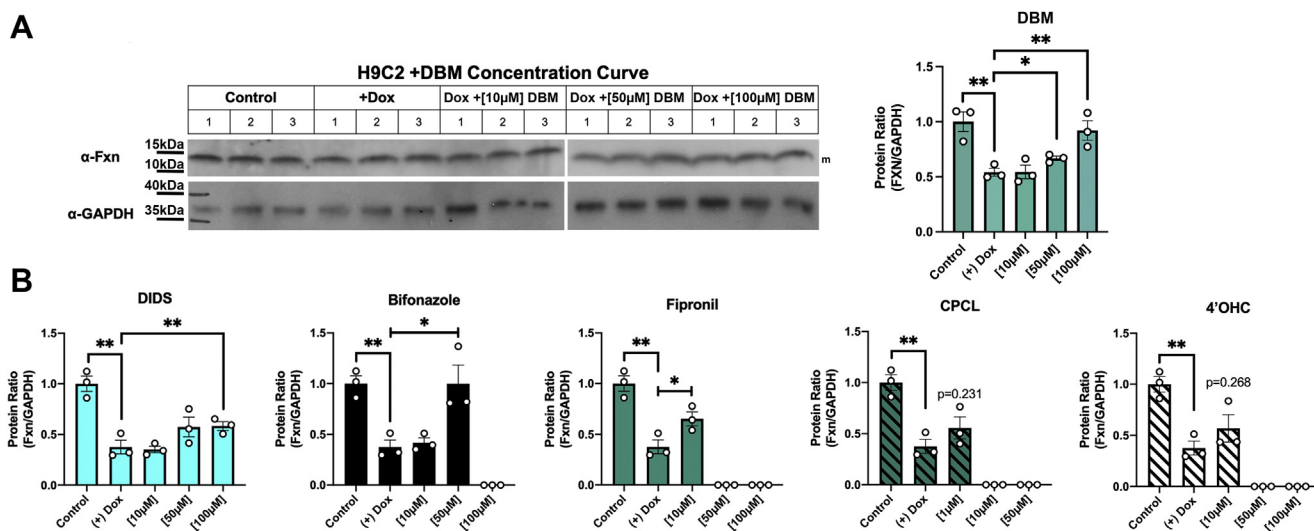 A
H9C2 +DBM Concentration Curve
Control +Dox Dox +[10µM] DBM Dox +[50µM] DBM Dox +[100µM] DBM
1 2 3 1 2 3 1 2 3 1 2 3 1 2 3
α-Fxn
15kDa
10kDa
m
α-GAPDH
40kDa
35kDa
DBM
**
*
**
Protein Ratio
(FXN/GAPDH)
1.5
1.0
0.5
0.0
Control
(+) Dox
[10µM]
[50µM]
[100µM]
B
DIDS
**
**
Protein Ratio
(Fxn/GAPDH)
1.5
1.0
0.5
0.0
Control
(+) Dox
[10µM]
[50µM]
[100µM]
Bifonazole
*
**
Protein Ratio
(Fxn/GAPDH)
1.5
1.0
0.5
0.0
Control
(+) Dox
[10µM]
[50µM]
[100µM]
Fipronil
**
*
Protein Ratio
(Fxn/GAPDH)
1.5
1.0
0.5
0.0
Control
(+) Dox
[10µM]
[50µM]
[100µM]
CPCL
**
p=0.231
Protein Ratio
(Fxn/GAPDH)
1.5
1.0
0.5
0.0
Control
(+) Dox
[1µM]
[10µM]
[50µM]
4’OHC
**
p=0.268
Protein Ratio
(Fxn/GAPDH)
1.5
1.0
0.5
0.0
Control
(+) Dox
[10µM]
[50µM]
[100µM]